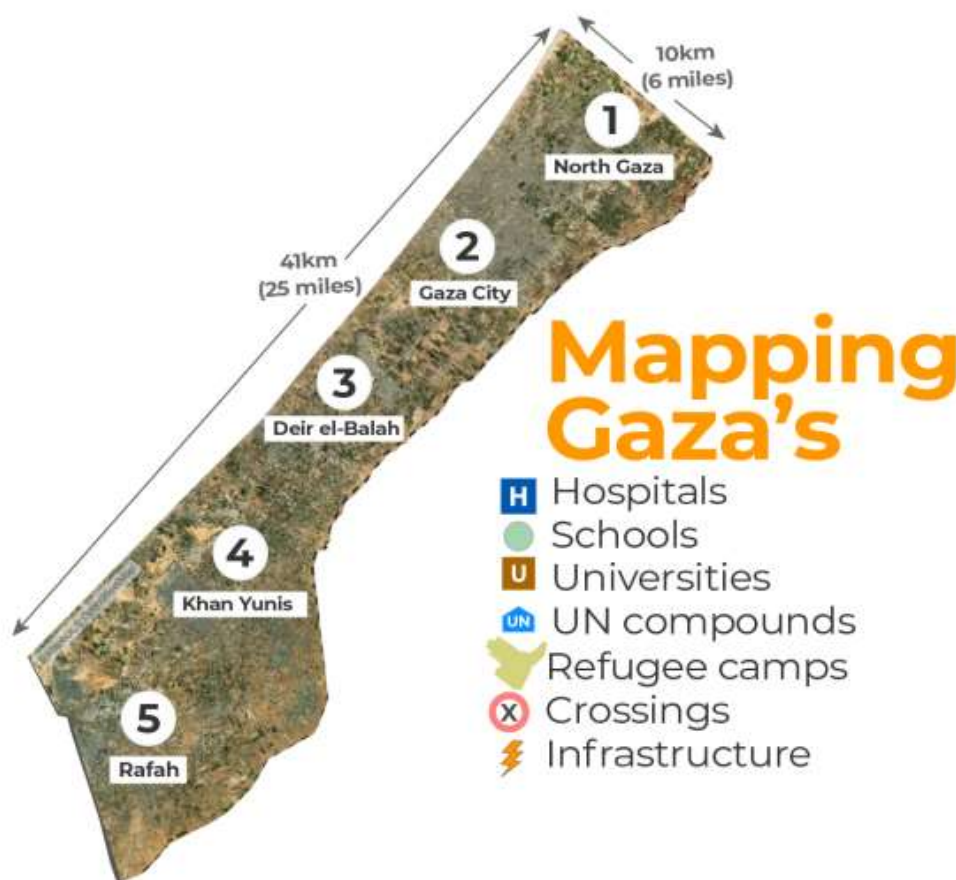 10km
(6 miles)
1
North Gaza
2
Gaza City
41km
(25 miles)
3
Deir el-Balah
4
Khan Yunis
5
Rafah
Mapping
Gaza’s
H Hospitals
Schools
U Universities
UN UN compounds
Refugee camps
X Crossings
Infrastructure